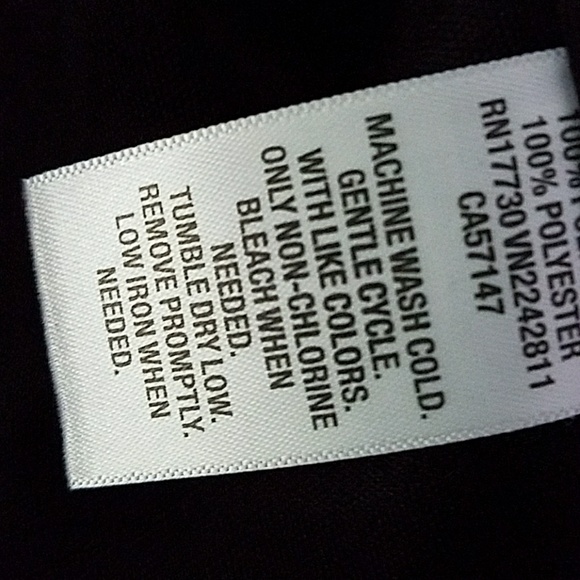 100%
100% POLYESTER
RN17730 VN2242811
CA57147
MACHINE WASH COLD.
GENTLE CYCLE.
WITH LIKE COLORS.
ONLY NON-CHLORINE
BLEACH WHEN
NEEDED.
TUMBLE DRY LOW.
REMOVE PROMPTLY.
LOW IRON WHEN
NEEDED.